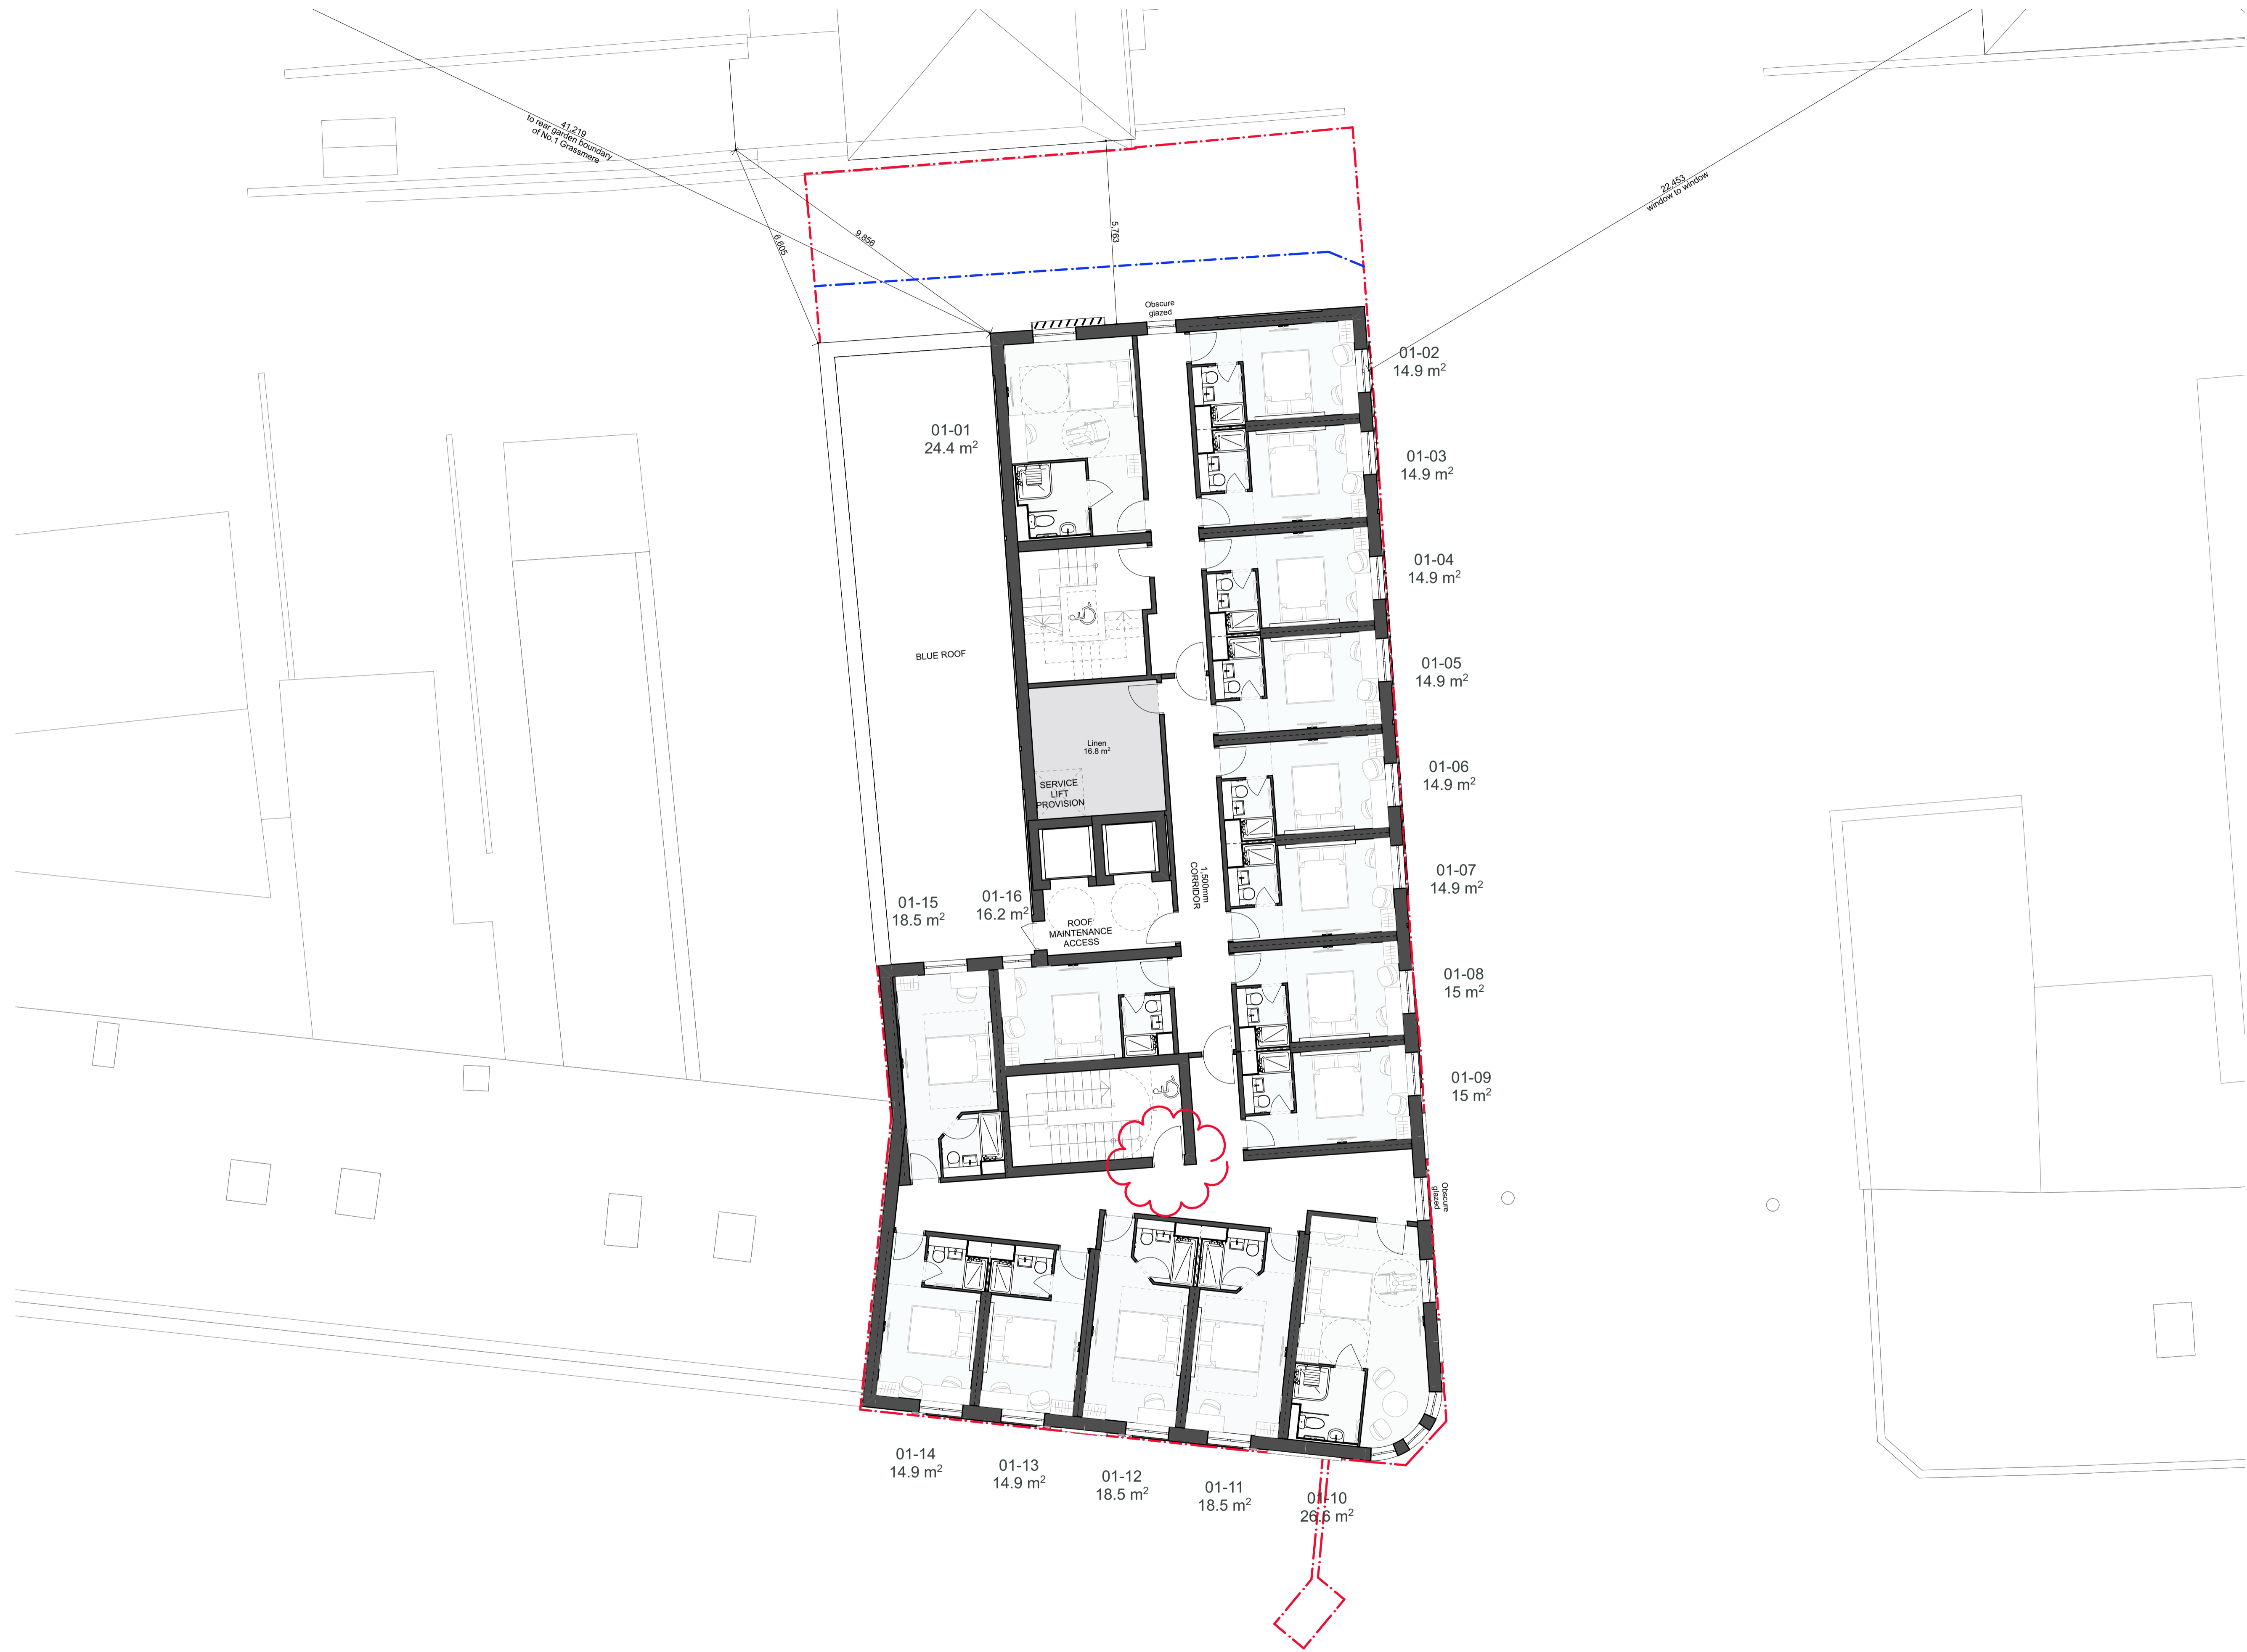 41,219
to rear garden boundary
of No.1 Grassmere
6,605
9,856
5,763
22,453
window to window
Obscure
glazed
01-02
14.9 m²
01-01
24.4 m²
01-03
14.9 m²
01-04
14.9 m²
BLUE ROOF
01-05
14.9 m²
Linen
16.8 m²
SERVICE
LIFT
PROVISION
01-06
14.9 m²
1,500mm
CORRIDOR
01-07
14.9 m²
01-15
18.5 m²
01-16
16.2 m²
ROOF
MAINTENANCE
ACCESS
01-08
15 m²
01-09
15 m²
Obscure
glazed
01-14
14.9 m²
01-13
14.9 m²
01-12
18.5 m²
01-11
18.5 m²
01-10
26.6 m²